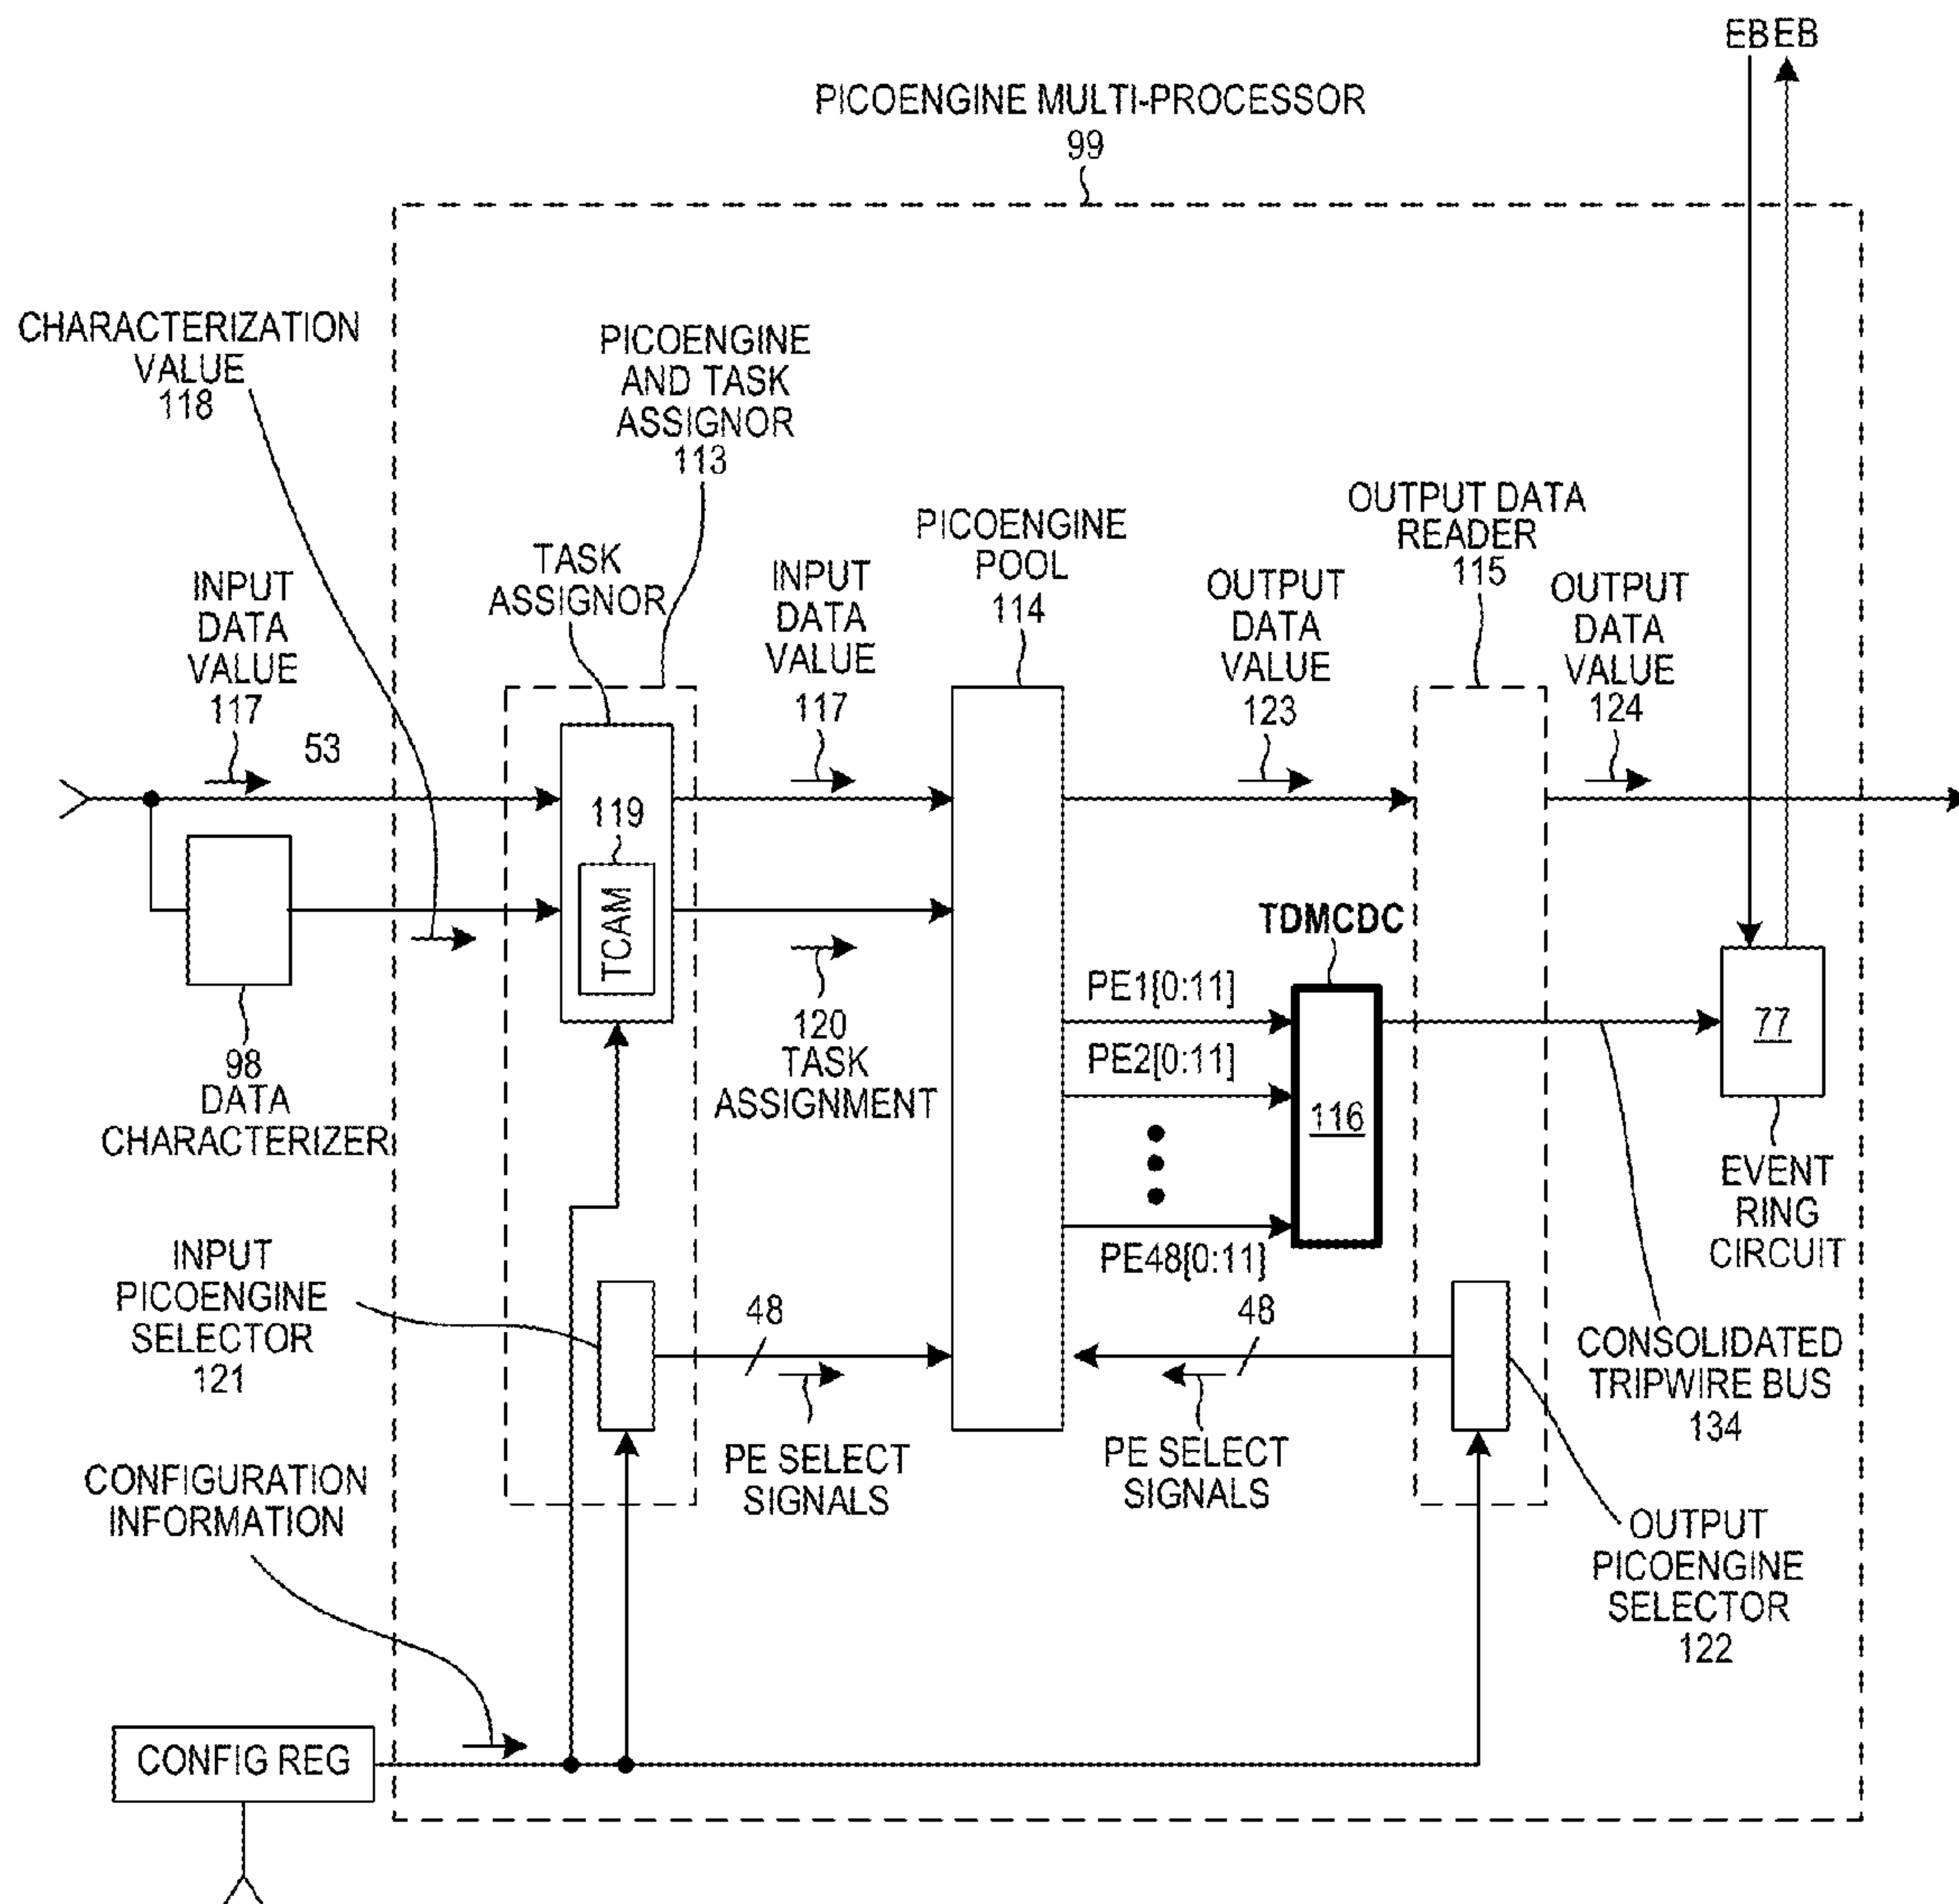 EB EB
PICOENGINE MULTI-PROCESSOR
99
CHARACTERIZATION
VALUE
118
PICOENGINE
AND TASK
ASSIGNOR
113
TASK
ASSIGNOR
INPUT
DATA
VALUE
117
53
INPUT
DATA
VALUE
117
PICOENGINE
POOL
114
OUTPUT
DATA
VALUE
123
OUTPUT DATA
READER
115
OUTPUT
DATA
VALUE
124
119
TCAM
98
DATA
CHARACTERIZER
120
TASK
ASSIGNMENT
TDMCDC
PE1[0:11]
PE2[0:11]
PE48[0:11]
116
77
EVENT
RING
CIRCUIT
INPUT
PICOENGINE
SELECTOR
121
48
PE SELECT
SIGNALS
48
PE SELECT
SIGNALS
CONSOLIDATED
TRIPWIRE BUS
134
OUTPUT
PICOENGINE
SELECTOR
122
CONFIGURATION
INFORMATION
CONFIG REG